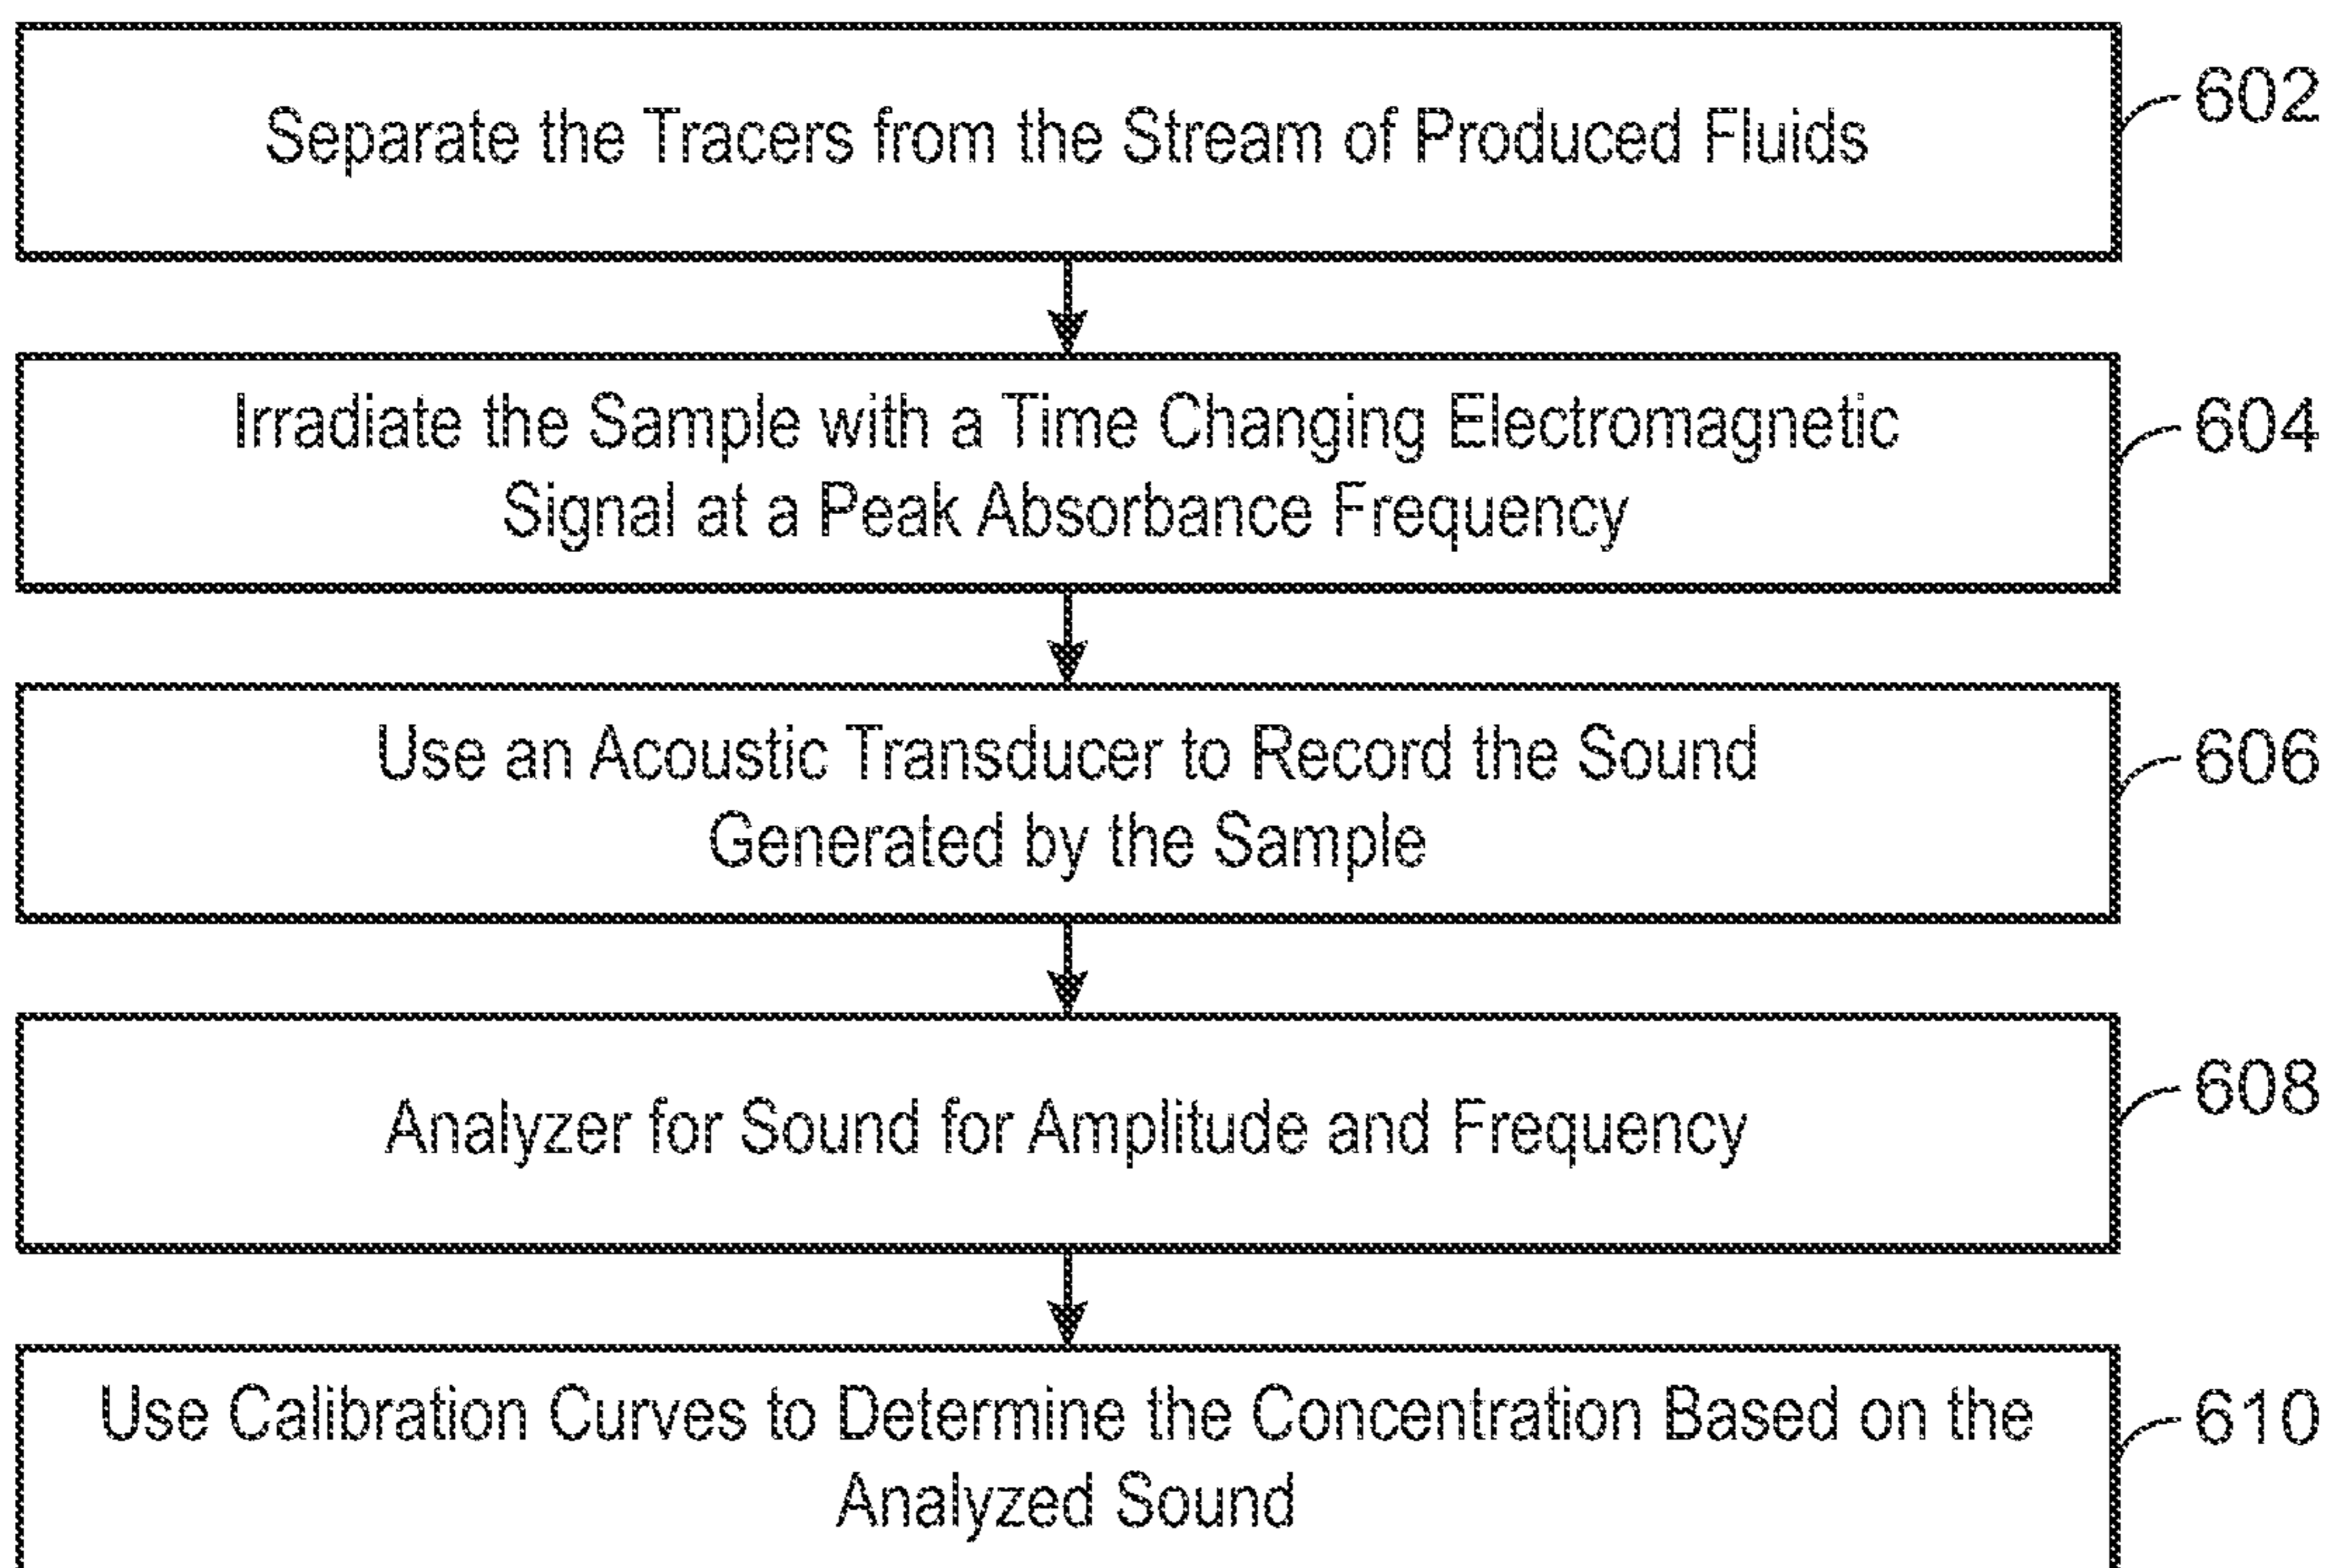 Separate the Tracers from the Stream of Produced Fluids
602
Irradiate the Sample with a Time Changing Electromagnetic
Signal at a Peak Absorbance Frequency
604
Use an Acoustic Transducer to Record the Sound
Generated by the Sample
606
Analyzer for Sound for Amplitude and Frequency
608
Use Calibration Curves to Determine the Concentration Based on the
Analyzed Sound
610